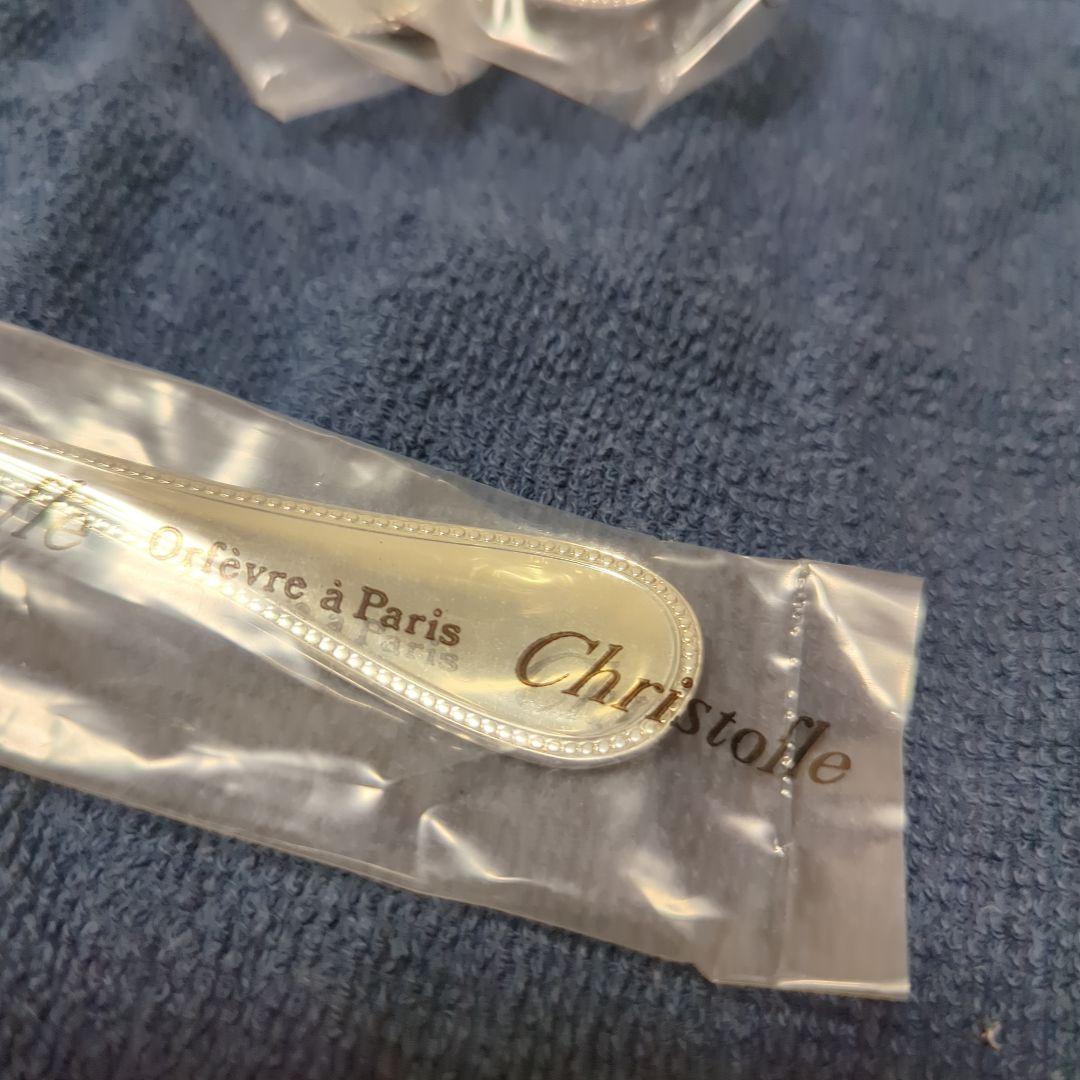 Orfèvre à Paris
Christofle